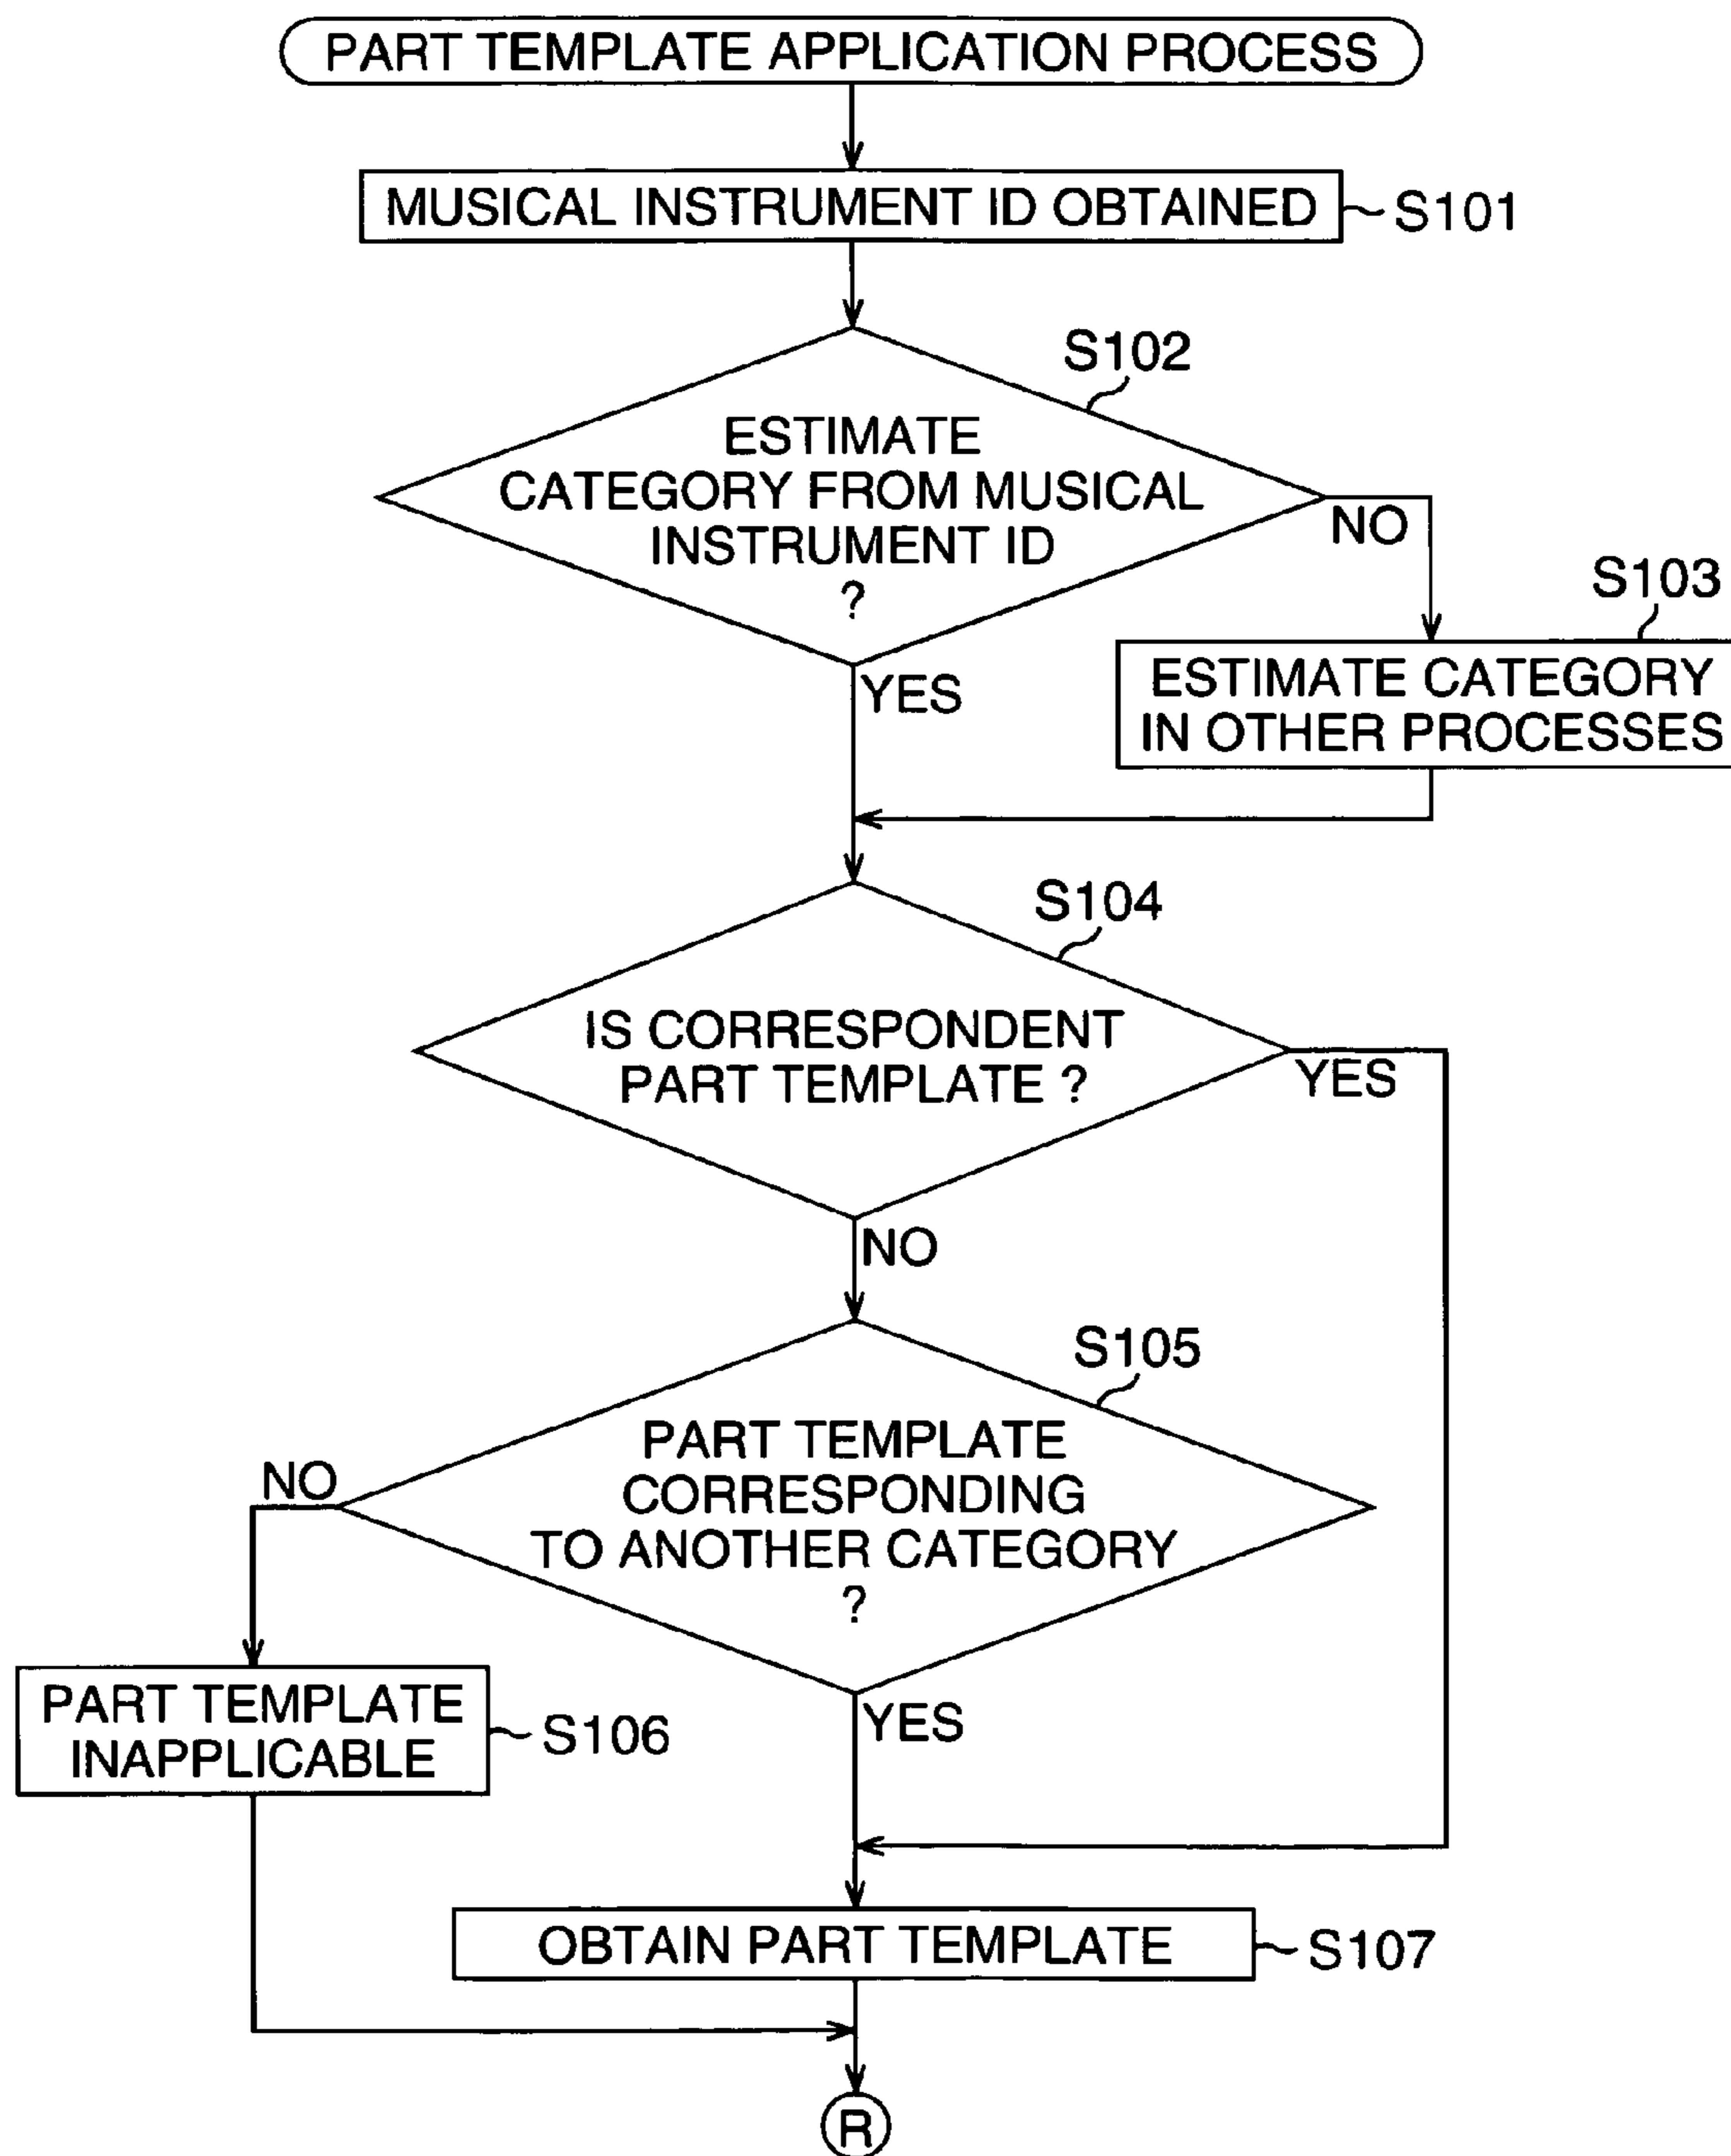 PART TEMPLATE APPLICATION PROCESS
MUSICAL INSTRUMENT ID OBTAINED
S101
S102
ESTIMATE
CATEGORY FROM MUSICAL
INSTRUMENT ID
?
NO
YES
S103
ESTIMATE CATEGORY
IN OTHER PROCESSES
S104
IS CORRESPONDENT
PART TEMPLATE ?
YES
NO
S105
PART TEMPLATE
CORRESPONDING
TO ANOTHER CATEGORY
?
NO
YES
PART TEMPLATE
INAPPLICABLE
S106
OBTAIN PART TEMPLATE
S107
R